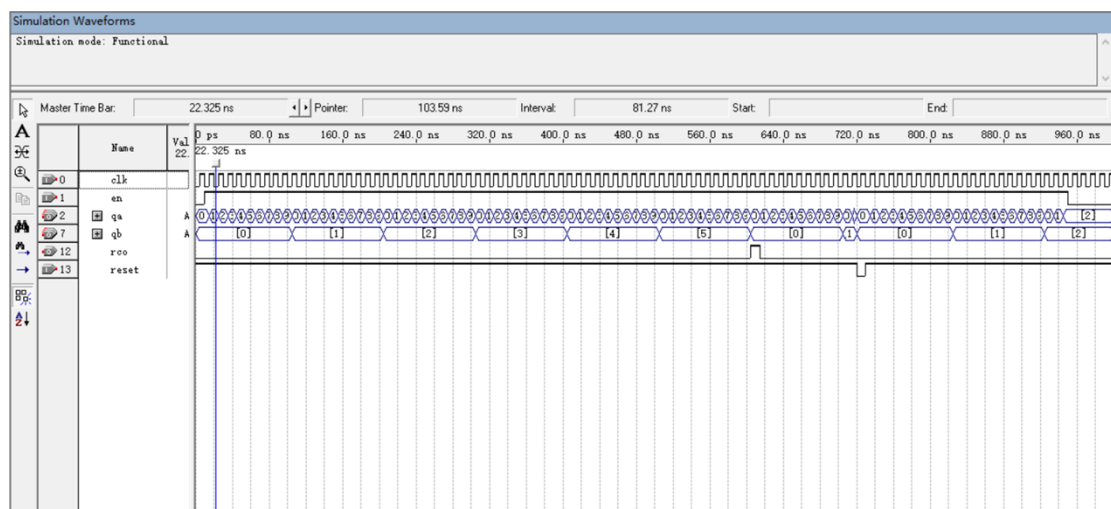 Simulation Waveforms
Simulation mode: Functional
Master Time Bar: 22.325 ns Pointer: 103.59 ns Interval: 81.27 ns Start: End:
Name Val 22. 0 ps 80.0 ns 160.0 ns 240.0 ns 320.0 ns 400.0 ns 480.0 ns 560.0 ns 640.0 ns 720.0 ns 800.0 ns 880.0 ns 960.0 ns
22.325 ns
0 clk
1 en
2 qa A [2]
7 qb A [0] [1] [2] [3] [4] [5] [0] 1 [0] [1] [2]
12 rco
13 reset